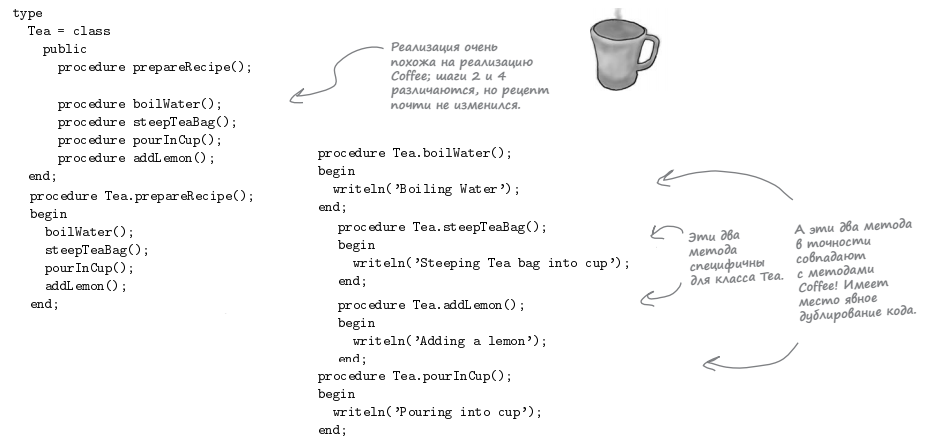 type
Tea = class
public
procedure prepareRecipe();
procedure boilWater();
procedure steepTeaBag();
procedure pourInCup();
procedure addLemon();
end;
procedure Tea.prepareRecipe();
begin
boilWater();
steepTeaBag();
pourInCup();
addLemon();
end;
Реализация очень
похожа на реализацию
Coffee; шаги 2 и 4
различаются, но рецепт
почти не изменился.
procedure Tea.boilWater();
begin
writeln('Boiling Water');
end;
procedure Tea.steepTeaBag();
begin
writeln('Steeping Tea bag into cup');
end;
procedure Tea.addLemon();
begin
writeln('Adding a lemon');
end;
procedure Tea.pourInCup();
begin
writeln('Pouring into cup');
end;
Эти два
метода
специфичны
для класса Tea.
А эти два метода
в точности
совпадают
с методами
Coffee! Имеет
место явное
дублирование кода.